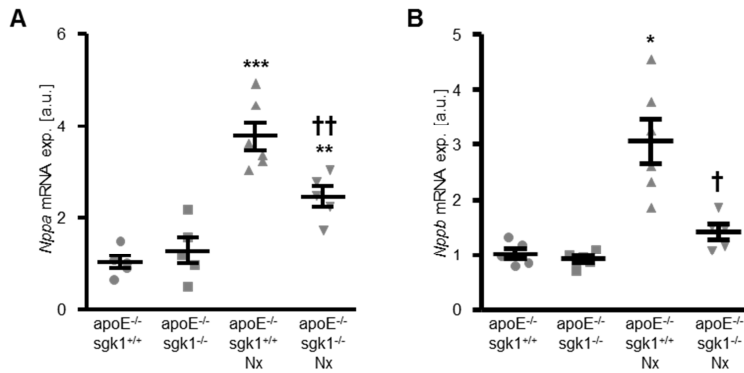 A
Nppa mRNA exp. [a.u.]
6
4
2
0
***
††
**
apoE-/- apoE-/- apoE-/- apoE-/-
sgk1+/+ sgk1-/- sgk1+/+ sgk1-/-
Nx Nx
B
Nppb mRNA exp. [a.u.]
5
4
3
2
1
0
*
†
apoE-/- apoE-/- apoE-/- apoE-/-
sgk1+/+ sgk1-/- sgk1+/+ sgk1-/-
Nx Nx